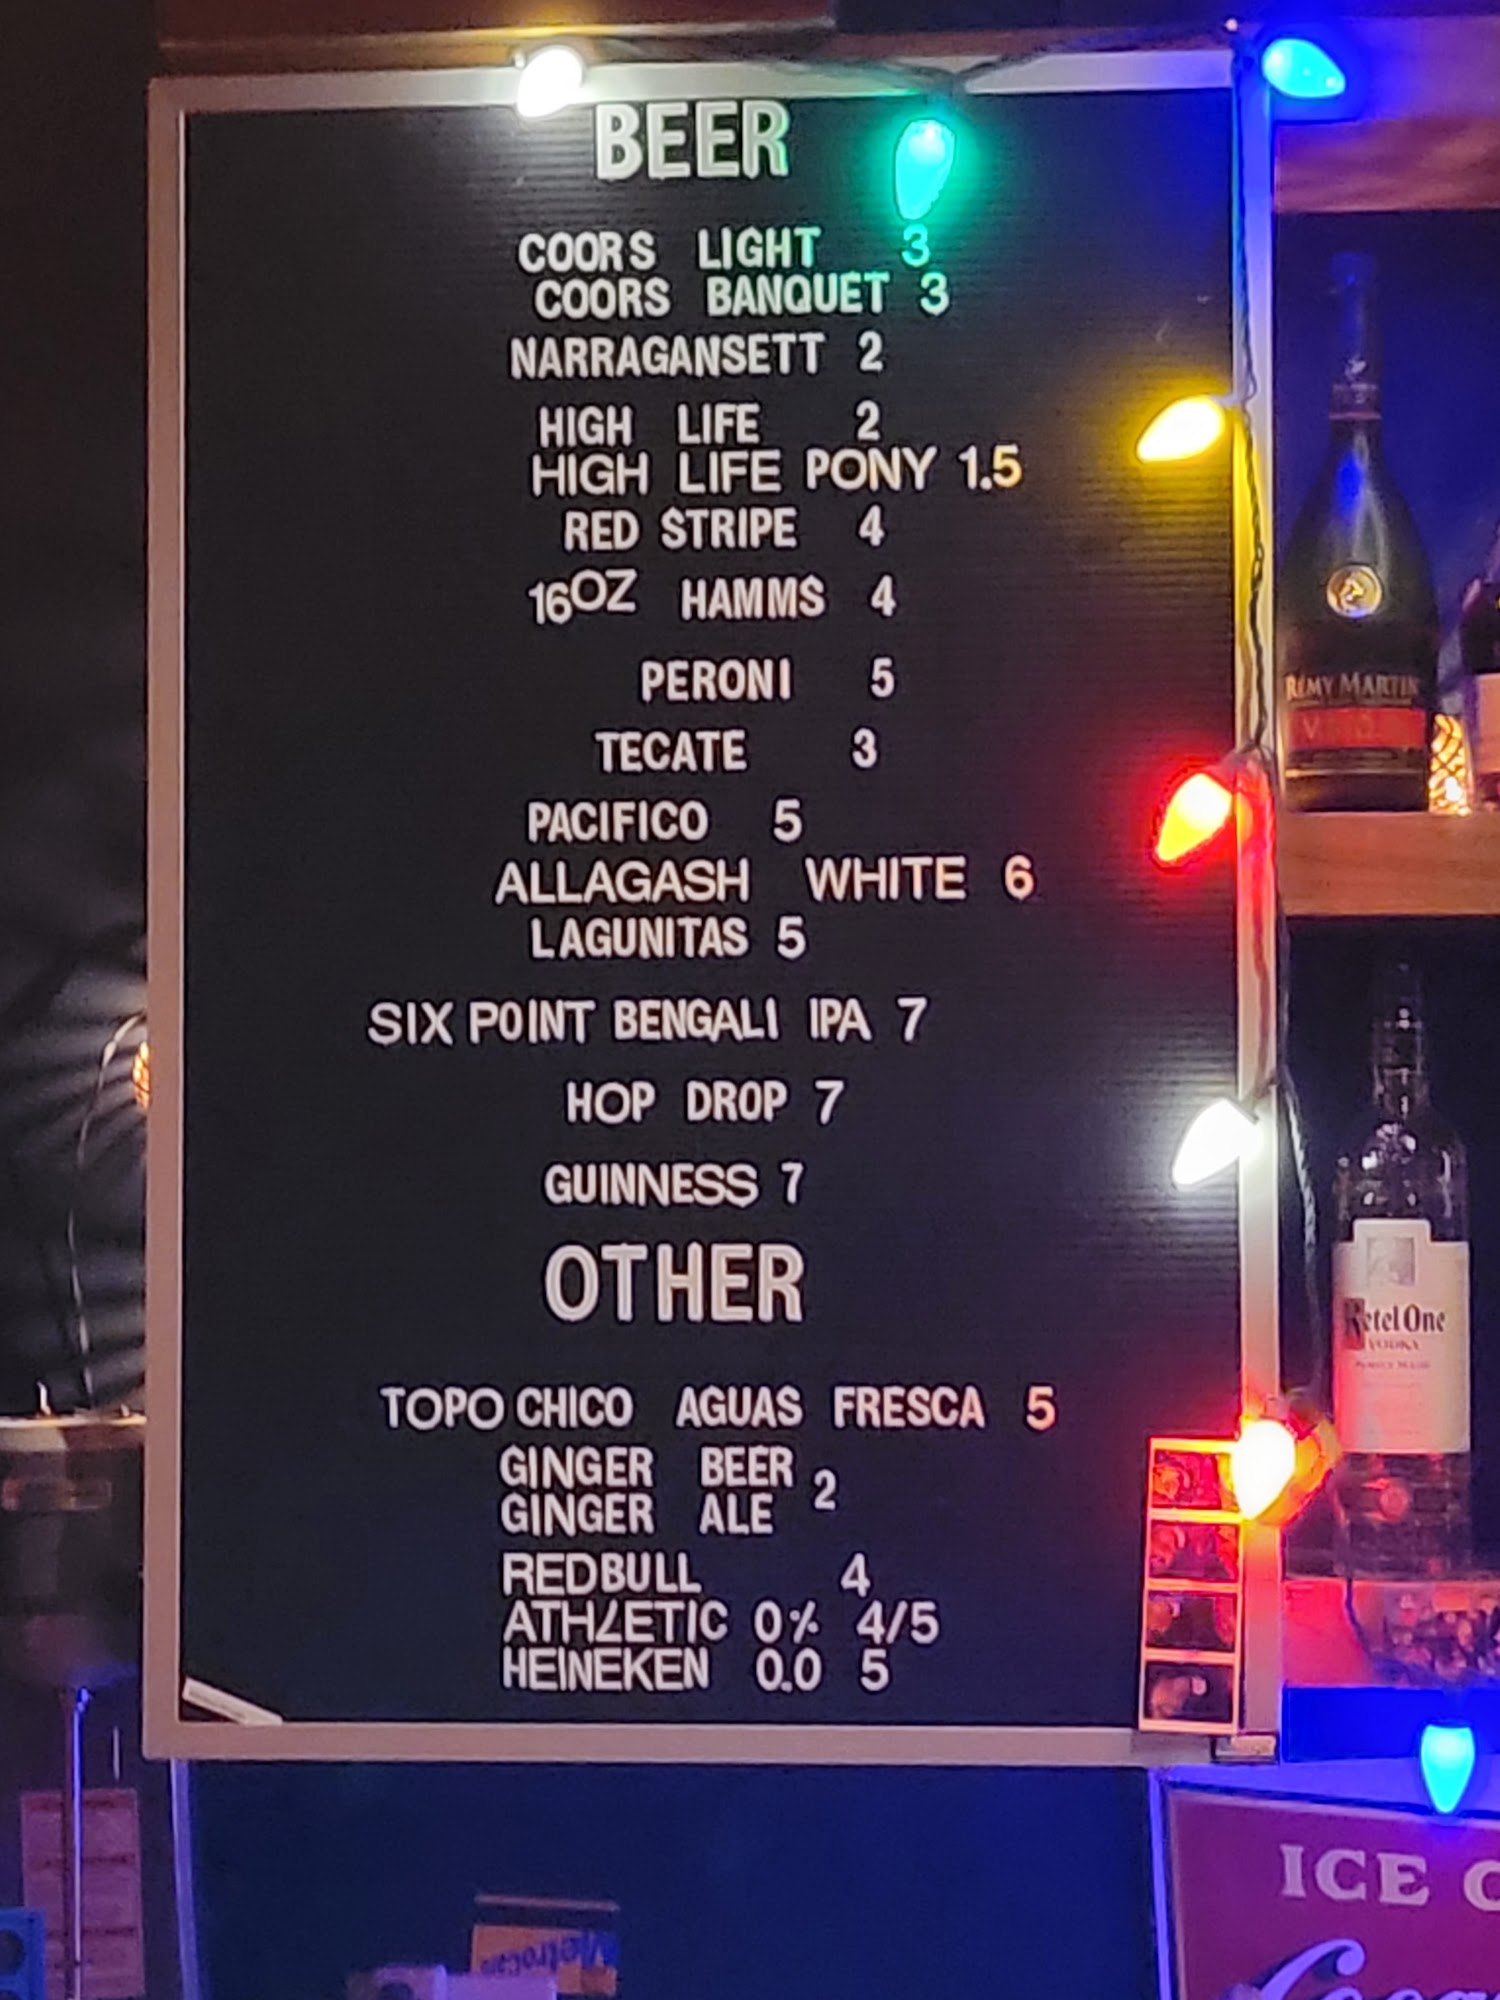 BEER
COORS LIGHT 3
COORS BANQUET 3
NARRAGANSETT 2
HIGH LIFE 2
HIGH LIFE PONY 1.5
RED STRIPE 4
16OZ HAMMS 4
PERONI 5
TECATE 3
PACIFICO 5
ALLAGASH WHITE 6
LAGUNITAS 5
SIX POINT BENGALI IPA 7
HOP DROP 7
GUINNESS 7
OTHER
TOPO CHICO AGUAS FRESCA 5
GINGER BEER 2
GINGER ALE
REDBULL 4
ATHLETIC 0% 4/5
HEINEKEN 0.0 5
RÉMY MARTIN
V.S.O.P
Ketel One
VODKA
ICE C